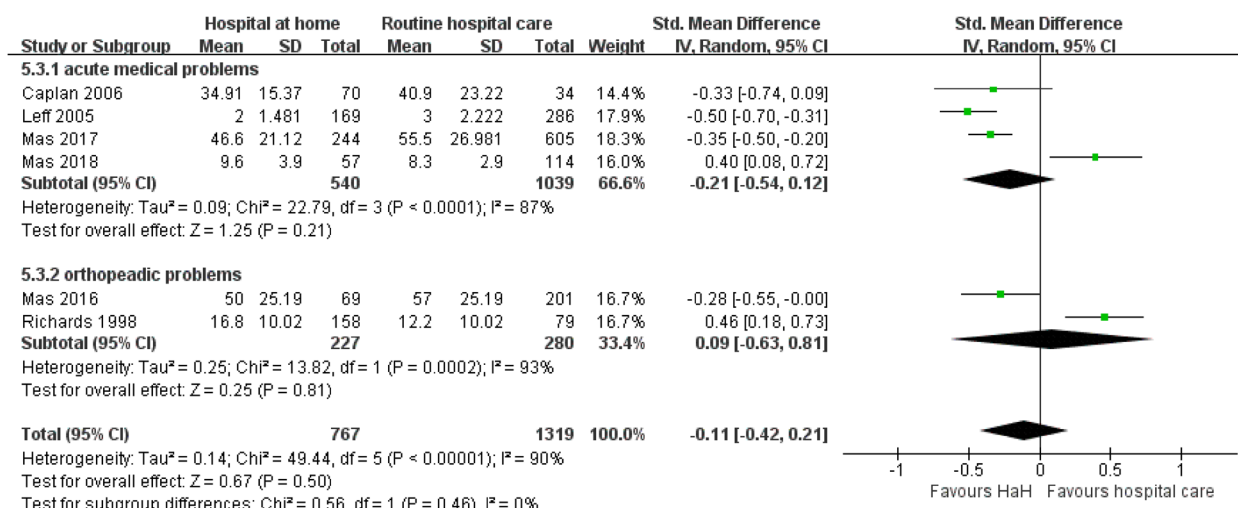 Hospital at home Routine hospital care Std. Mean Difference Std. Mean Difference
Study or Subgroup Mean SD Total Mean SD Total Weight IV, Random, 95% CI IV, Random, 95% CI
5.3.1 acute medical problems
Caplan 2006 34.91 15.37 70 40.9 23.22 34 14.4% -0.33 [-0.74, 0.09]
Leff 2005 2 1.481 169 3 2.222 286 17.9% -0.50 [-0.70, -0.31]
Mas 2017 46.6 21.12 244 55.5 26.981 605 18.3% -0.35 [-0.50, -0.20]
Mas 2018 9.6 3.9 57 8.3 2.9 114 16.0% 0.40 [0.08, 0.72]
Subtotal (95% CI) 540 1039 66.6% -0.21 [-0.54, 0.12]
Heterogeneity: Tau² = 0.09; Chi² = 22.79, df = 3 (P < 0.0001); I² = 87%
Test for overall effect: Z = 1.25 (P = 0.21)
5.3.2 orthopeadic problems
Mas 2016 50 25.19 69 57 25.19 201 16.7% -0.28 [-0.55, -0.00]
Richards 1998 16.8 10.02 158 12.2 10.02 79 16.7% 0.46 [0.18, 0.73]
Subtotal (95% CI) 227 280 33.4% 0.09 [-0.63, 0.81]
Heterogeneity: Tau² = 0.25; Chi² = 13.82, df = 1 (P = 0.0002); I² = 93%
Test for overall effect: Z = 0.25 (P = 0.81)
Total (95% CI) 767 1319 100.0% -0.11 [-0.42, 0.21]
Heterogeneity: Tau² = 0.14; Chi² = 49.44, df = 5 (P < 0.00001); I² = 90%
Test for overall effect: Z = 0.67 (P = 0.50)
Test for subgroup differences: Chi² = 0.56, df = 1 (P = 0.46), I² = 0%
-1 -0.5 0 0.5 1
Favours HaH Favours hospital care